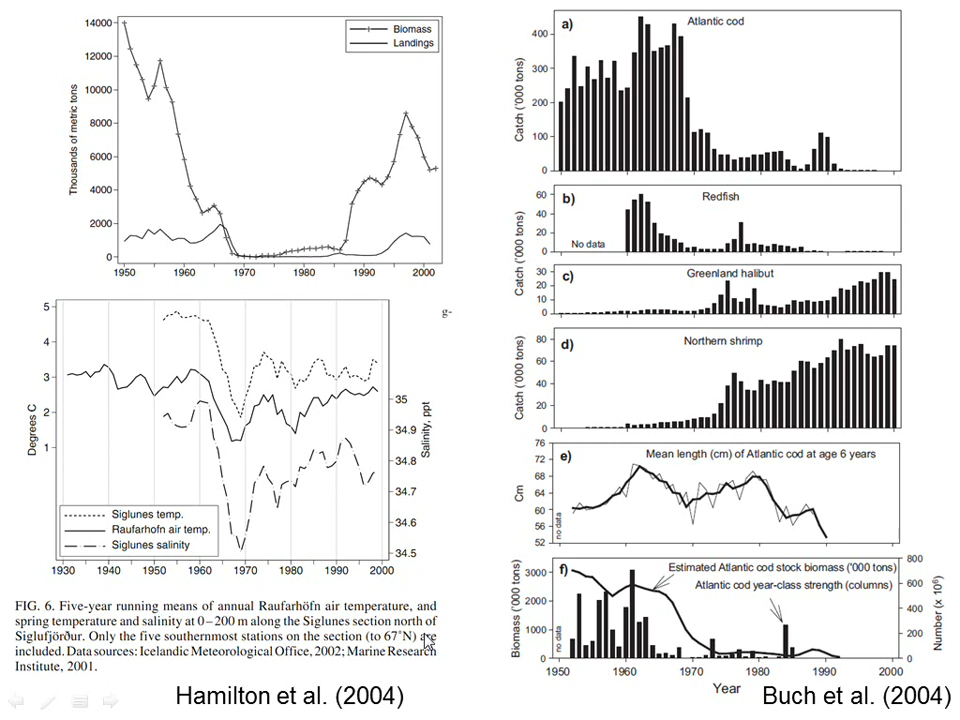 14000
12000
10000
8000
6000
4000
2000
0
Thousands of metric tons
Biomass
Landings
1950 1960 1970 1980 1990 2000
5
4
3
2
1
Degrees C
35
34.9
34.8
34.7
34.6
34.5
Salinity, ppt
Siglunes temp.
Raufarhofn air temp.
Siglunes salinity
1930 1940 1950 1960 1970 1980 1990 2000
FIG. 6. Five-year running means of annual Raufarhöfn air temperature, and
spring temperature and salinity at 0–200 m along the Siglunes section north of
Siglufjörður. Only the five southernmost stations on the section (to 67˚N) are
included. Data sources: Icelandic Meteorological Office, 2002; Marine Research
Institute, 2001.
Hamilton et al. (2004)
a) Atlantic cod
400
300
200
100
0
Catch ('000 tons)
b) Redfish
60
40
20
0
Catch ('000 tons)
No data
c) Greenland halibut
30
20
10
0
Catch ('000 tons)
d) Northern shrimp
80
60
40
20
0
Catch ('000 tons)
e) Mean length (cm) of Atlantic cod at age 6 years
76
72
68
64
60
56
52
Cm
no data
f) Estimated Atlantic cod stock biomass ('000 tons)
Atlantic cod year-class strength (columns)
3000
2000
1000
0
Biomass ('000 tons)
no data
800
600
400
200
0
Number (x 10⁶)
1950 1960 1970 1980 1990 2000
Year
Buch et al. (2004)